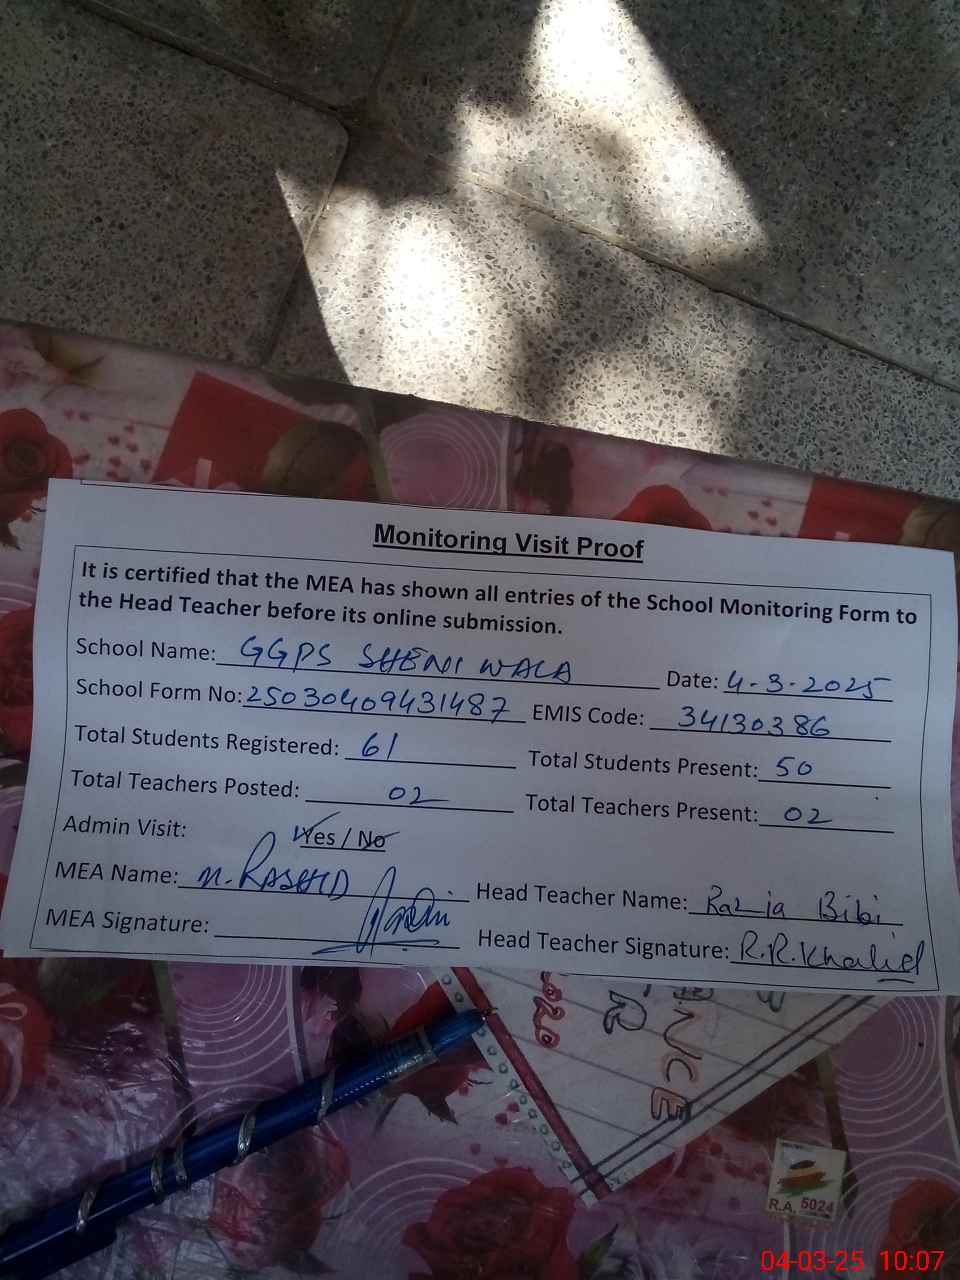 Monitoring Visit Proof
It is certified that the MEA has shown all entries of the School Monitoring Form to
the Head Teacher before its online submission.
School Name: GGPS SHENI WALA Date: 4-3-2025
School Form No: 25030409431487 EMIS Code: 34130386
Total Students Registered: 61 Total Students Present: 50
Total Teachers Posted: 02 Total Teachers Present: 02
Admin Visit: Yes / No
MEA Name: M. RASHID Head Teacher Name: Razia Bibi
MEA Signature: Head Teacher Signature: R.R.Khalid
2020
NCE
R.A. 5024
04-03-25 10:07